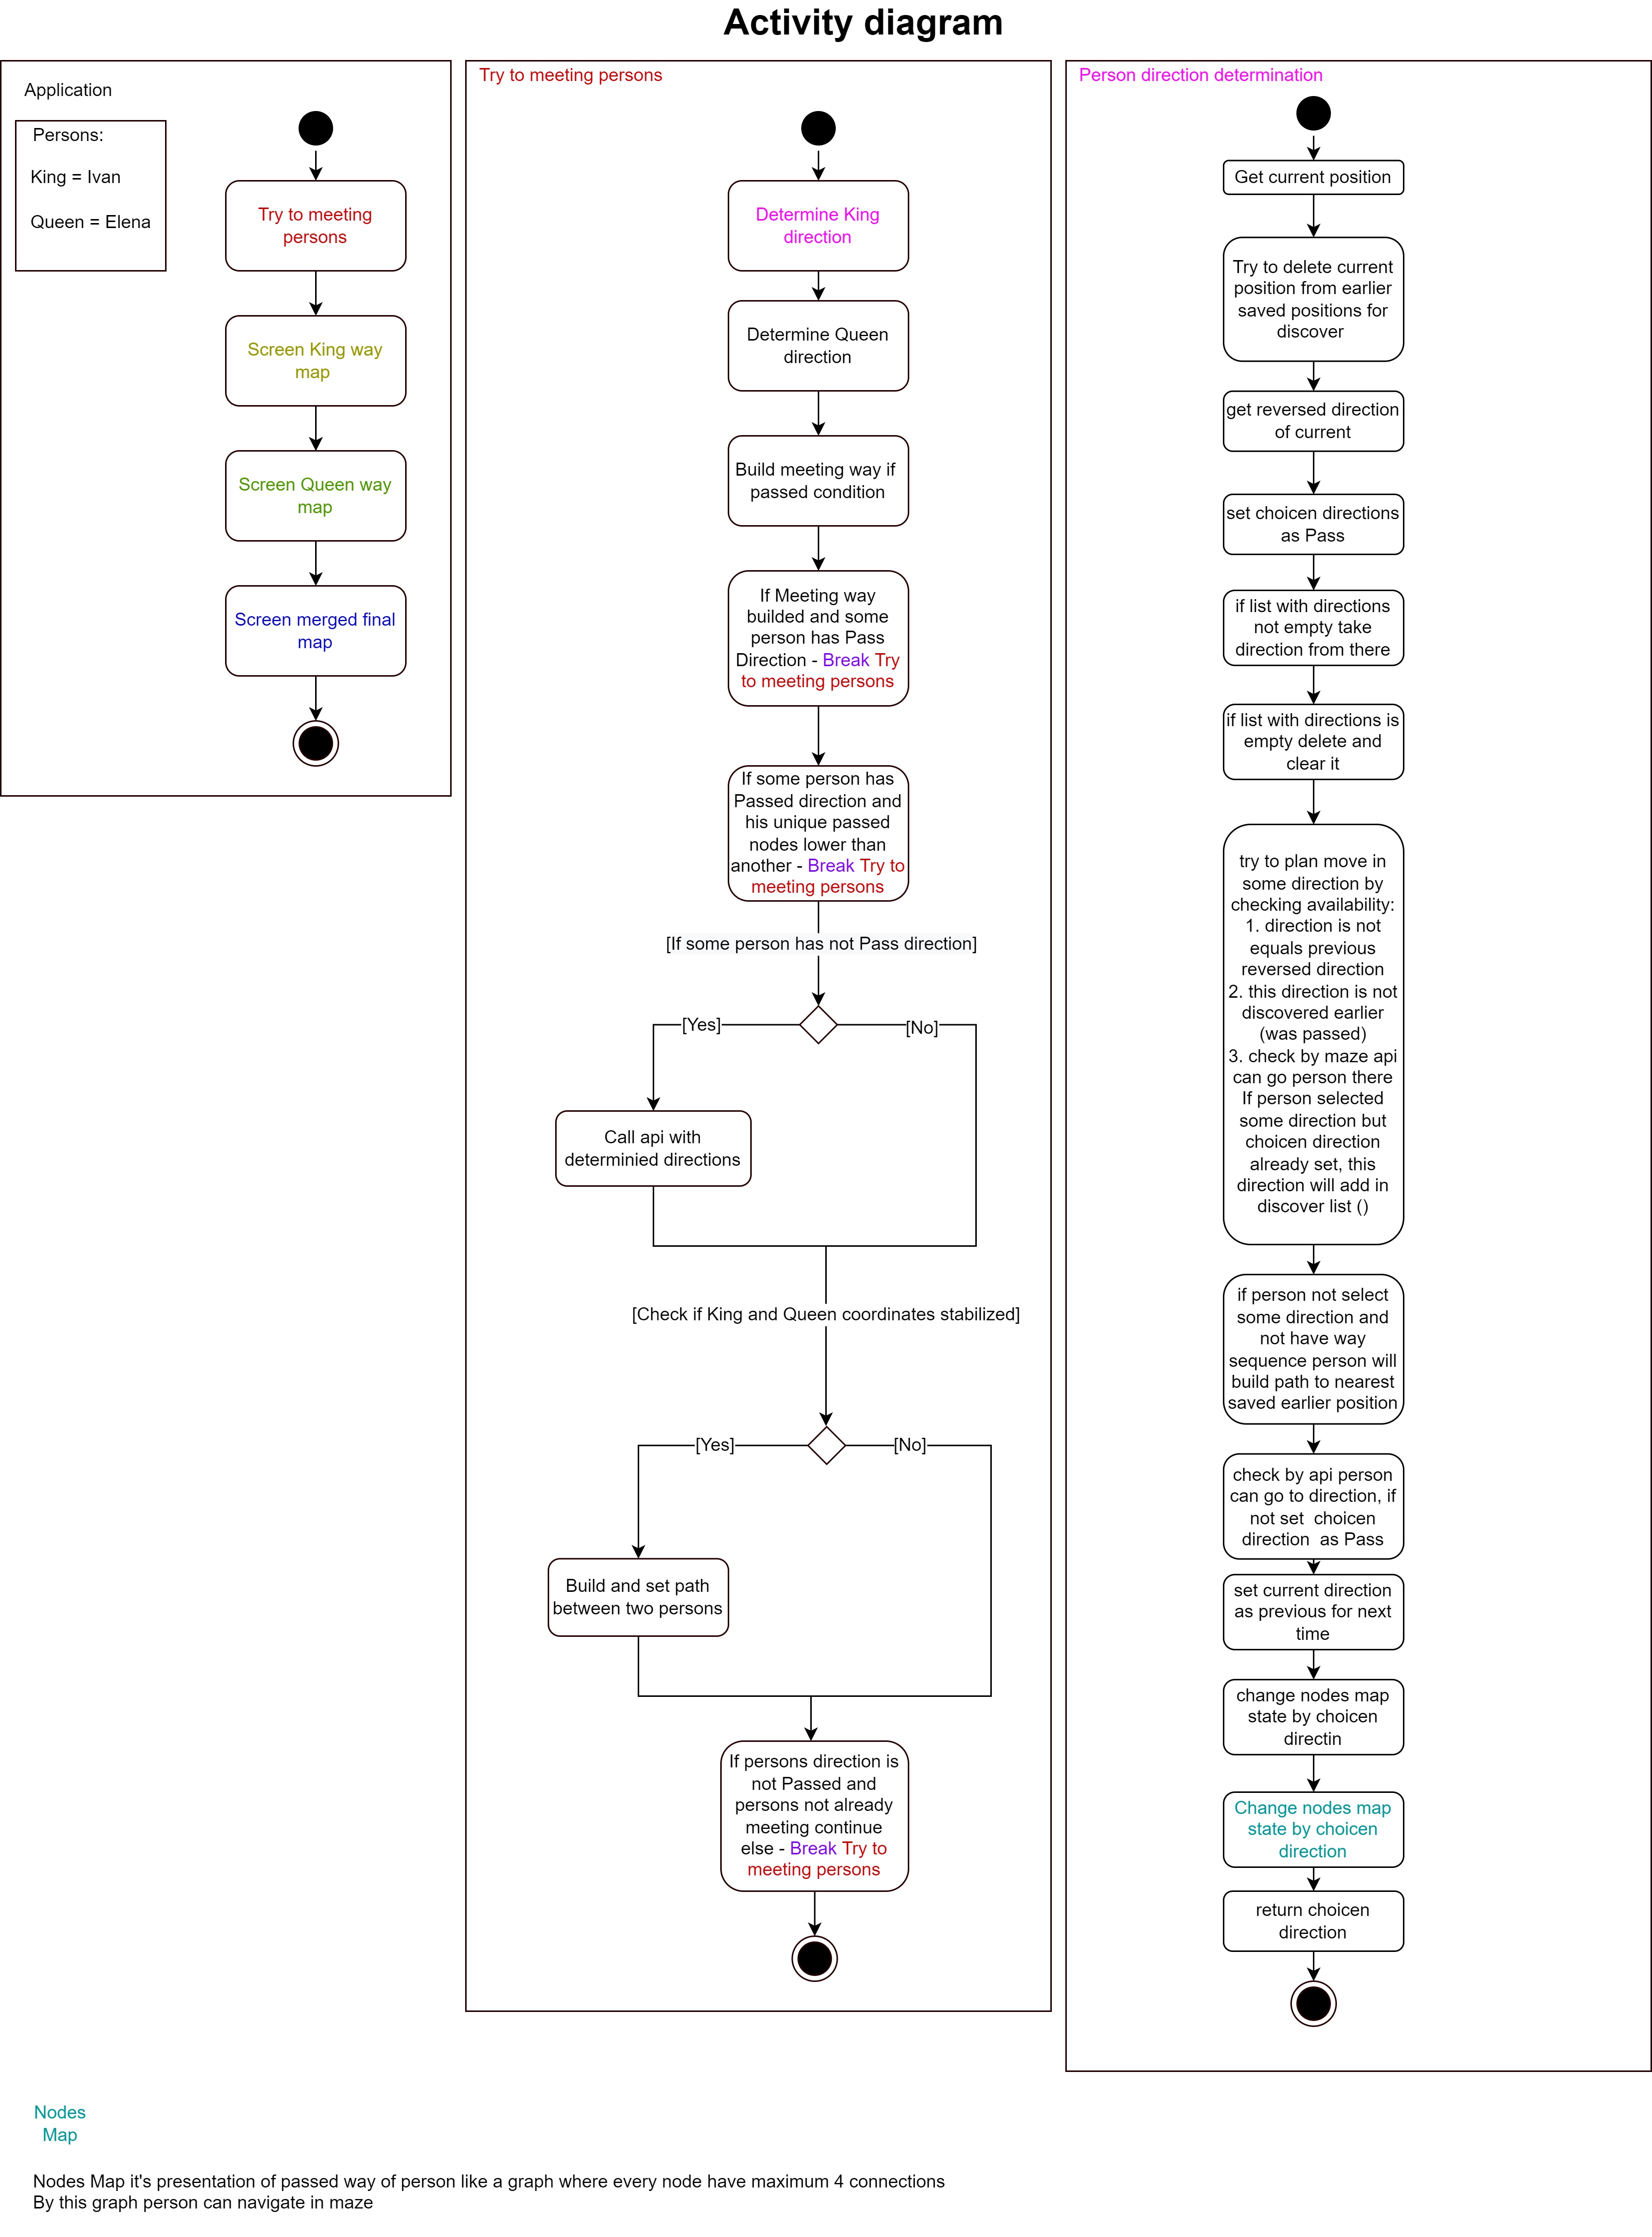 Activity diagram
Application
Persons:
King = Ivan
Queen = Elena
Try to meeting
persons
Screen King way
map
Screen Queen way
map
Screen merged final
map
Try to meeting persons
Determine King
direction
Determine Queen
direction
Build meeting way if
passed condition
If Meeting way
builded and some
person has Pass
Direction - Break Try
to meeting persons
If some person has
Passed direction and
his unique passed
nodes lower than
another - Break Try to
meeting persons
[If some person has not Pass direction]
[Yes]
[No]
Call api with
determinied directions
[Check if King and Queen coordinates stabilized]
[Yes]
[No]
Build and set path
between two persons
If persons direction is
not Passed and
persons not already
meeting continue
else - Break Try to
meeting persons
Person direction determination
Get current position
Try to delete current
position from earlier
saved positions for
discover
get reversed direction
of current
set choicen directions
as Pass
if list with directions
not empty take
direction from there
if list with directions is
empty delete and
clear it
try to plan move in
some direction by
checking availability:
1. direction is not
equals previous
reversed direction
2. this direction is not
discovered earlier
(was passed)
3. check by maze api
can go person there
If person selected
some direction but
choicen direction
already set, this
direction will add in
discover list ()
if person not select
some direction and
not have way
sequence person will
build path to nearest
saved earlier position
check by api person
can go to direction, if
not set  choicen
direction  as Pass
set current direction
as previous for next
time
change nodes map
state by choicen
directin
Change nodes map
state by choicen
direction
return choicen
direction
Nodes
Map
Nodes Map it's presentation of passed way of person like a graph where every node have maximum 4 connections
By this graph person can navigate in maze